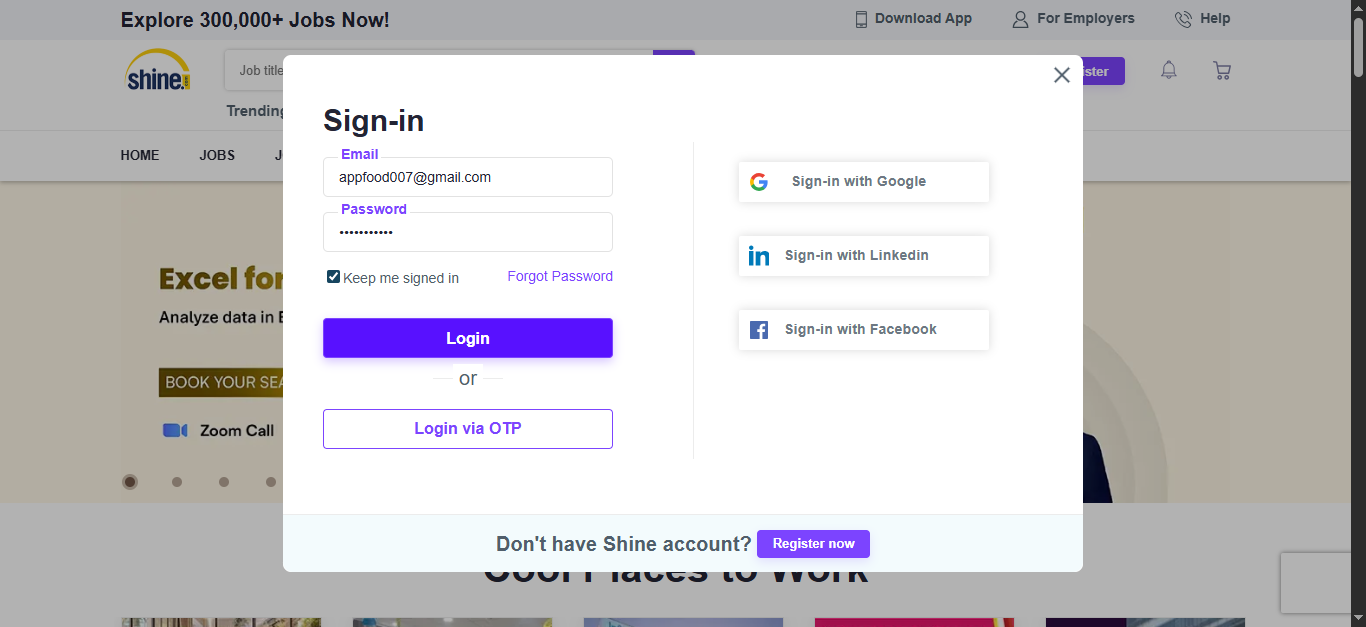 Explore 300,000+ Jobs Now!
Download App
For Employers
Help
shine.com
Job title
Trending
HOME
JOBS
Sign-in
Email
appfood007@gmail.com
Password
•••••••••••
Keep me signed in
Forgot Password
Login
or
Login via OTP
Sign-in with Google
Sign-in with Linkedin
Sign-in with Facebook
Excel for
Analyze data in
BOOK YOUR
Zoom Call
Don't have Shine account?
Register now
Cool Places to Work